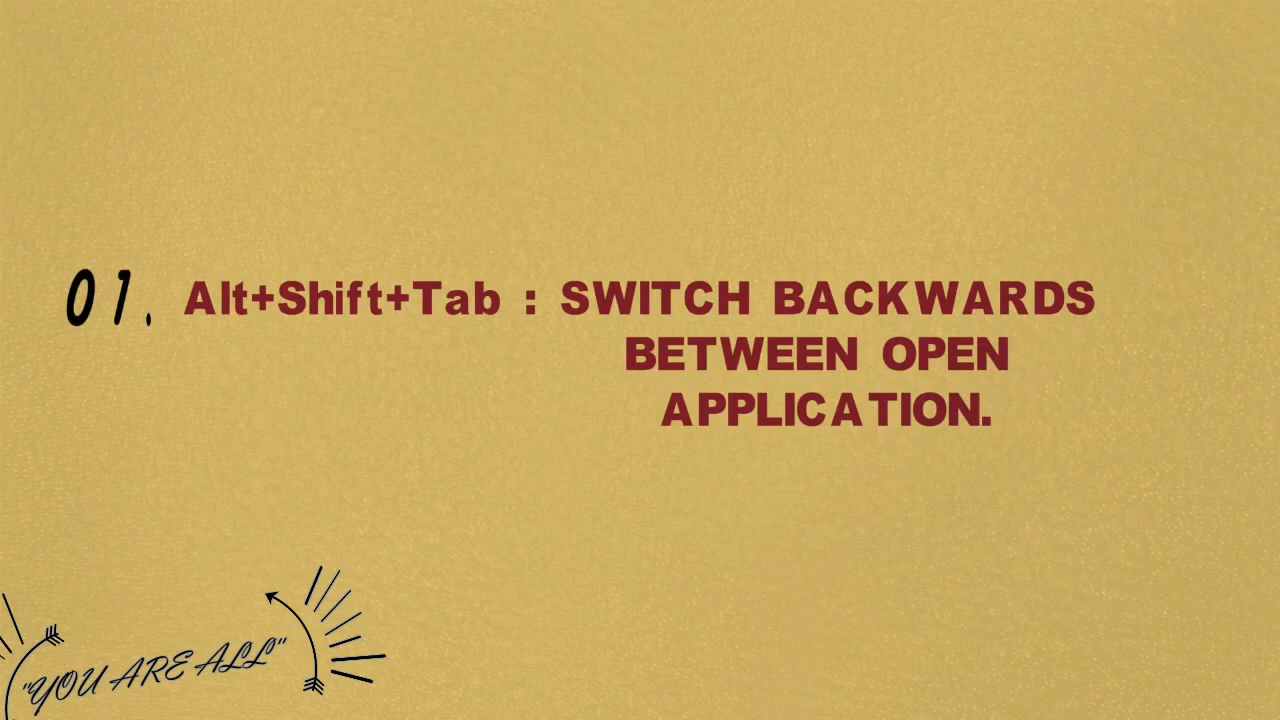 01. Alt+Shift+Tab : SWITCH BACKWARDS
BETWEEN OPEN
APPLICATION.
"YOU ARE ALL"